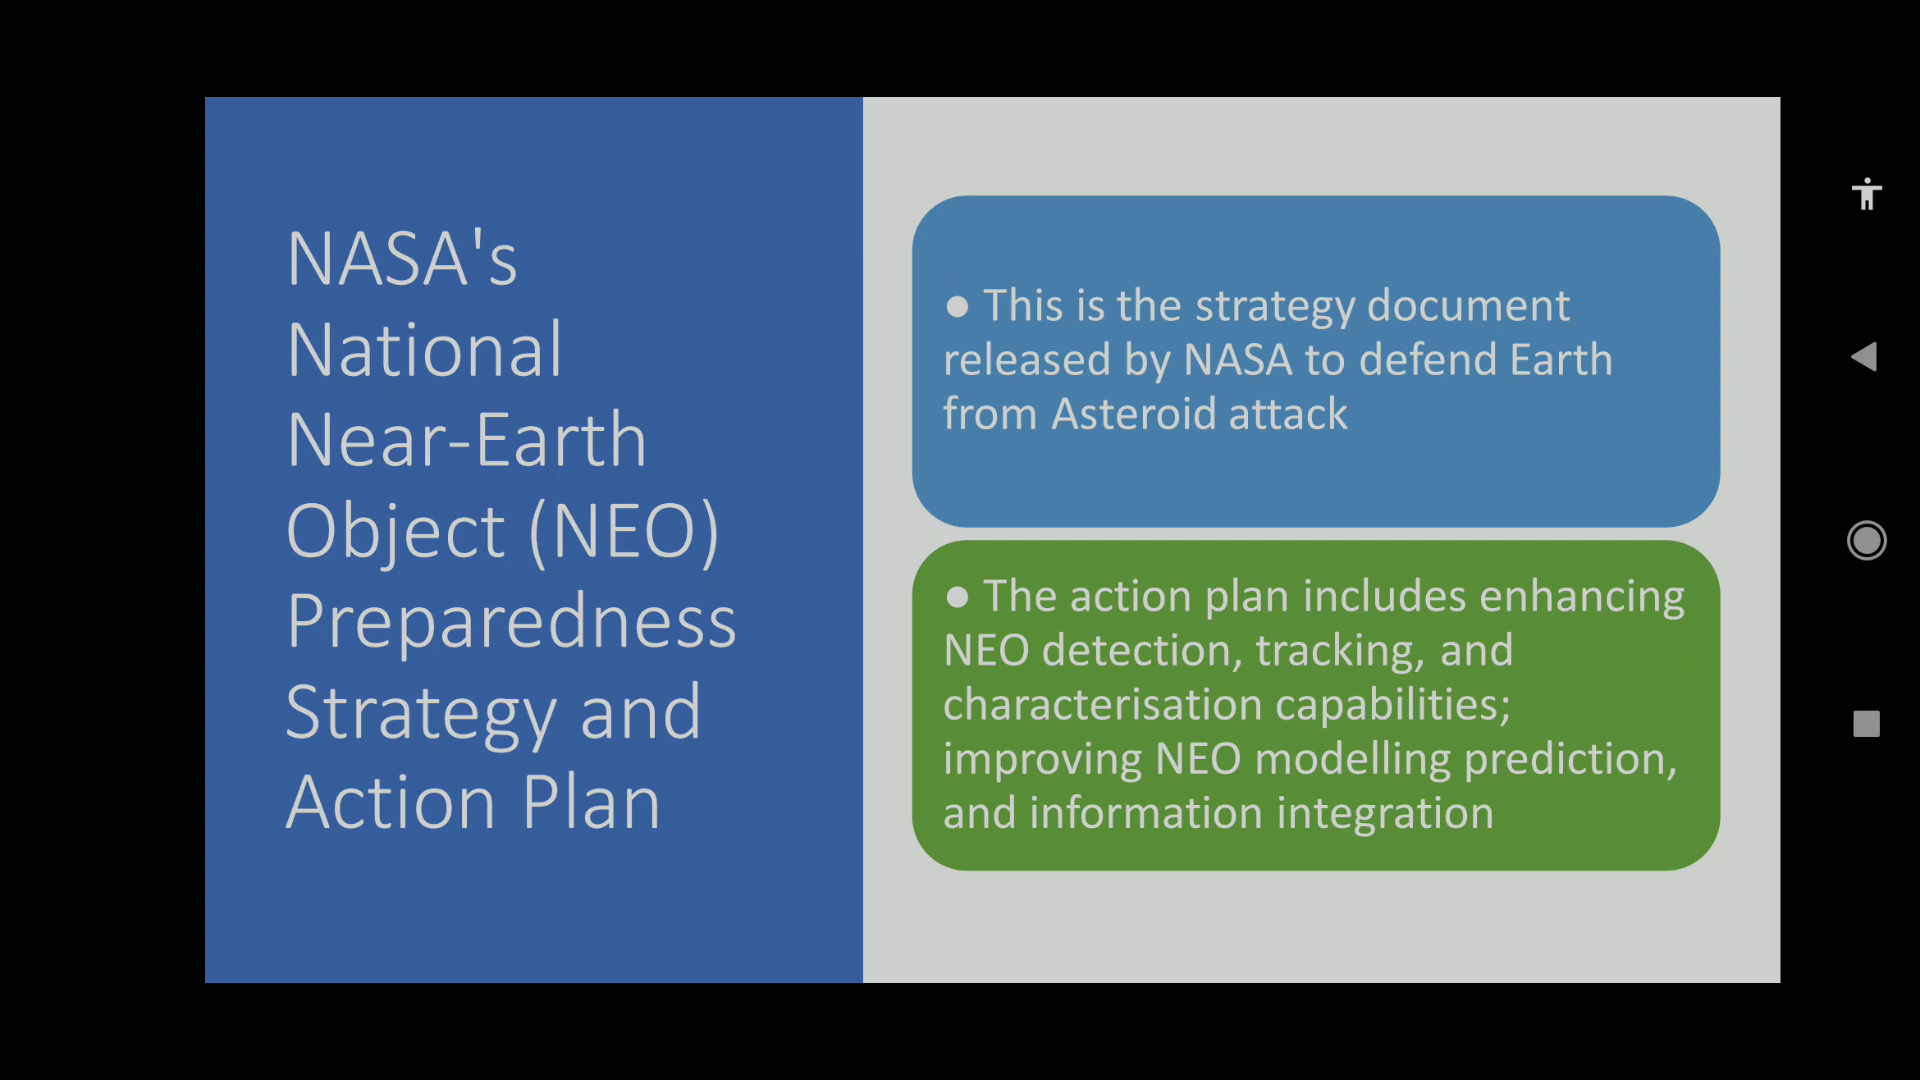 NASA's
National
Near-Earth
Object (NEO)
Preparedness
Strategy and
Action Plan
● This is the strategy document
released by NASA to defend Earth
from Asteroid attack
● The action plan includes enhancing
NEO detection, tracking, and
characterisation capabilities;
improving NEO modelling prediction,
and information integration